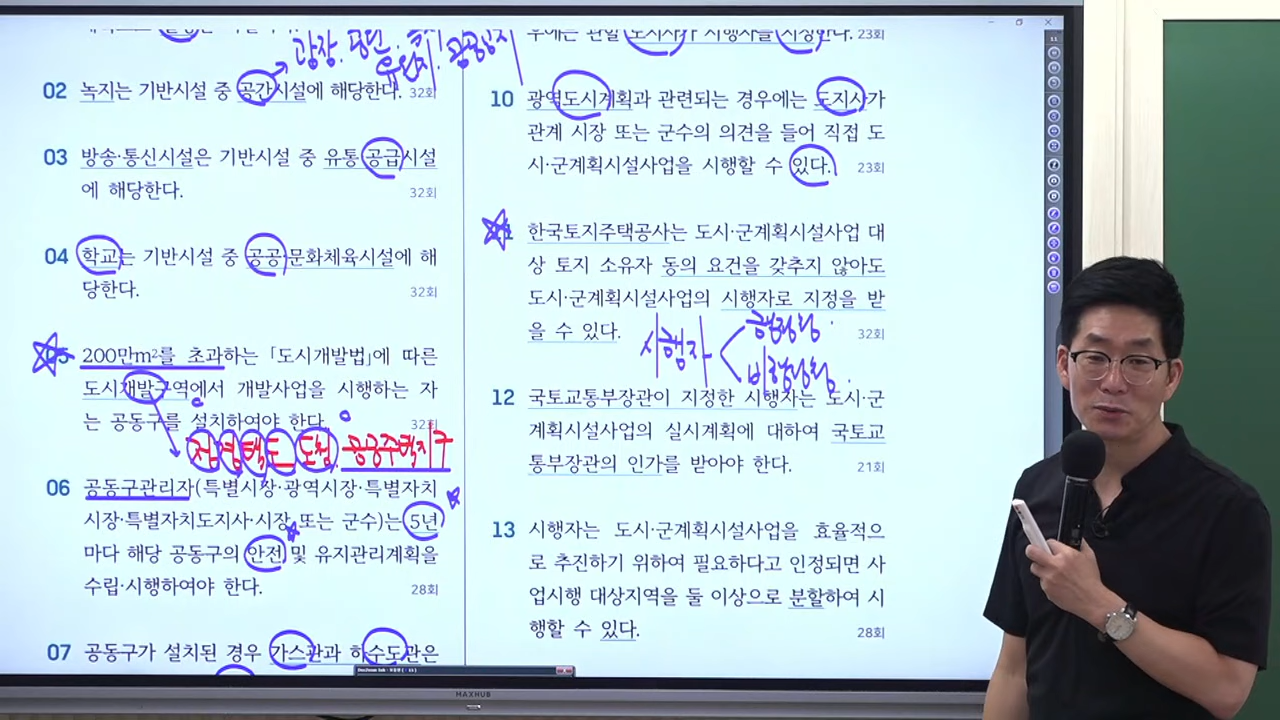 광장.
공공공지
02 녹지는 기반시설 중 공간시설에 해당한다. 32회
03 방송·통신시설은 기반시설 중 유통·공급시설
에 해당한다. 32회
04 학교는 기반시설 중 공공·문화체육시설에 해
당한다. 32회
05 200만m²를 초과하는 「도시개발법」에 따른
도시개발구역에서 개발사업을 시행하는 자
는 공동구를 설치하여야 한다. 32회
공공주택지구
06 공동구관리자(특별시장·광역시장·특별자치
시장·특별자치도지사·시장 또는 군수)는 5년
마다 해당 공동구의 안전 및 유지관리계획을
수립·시행하여야 한다. 28회
07 공동구가 설치된 경우 가스관과 하수도관은
우에는 관할 도지사가 시행자를 지정한다. 23회
10 광역도시계획과 관련되는 경우에는 도지사가
관계 시장 또는 군수의 의견을 들어 직접 도
시·군계획시설사업을 시행할 수 있다. 23회
한국토지주택공사는 도시·군계획시설사업 대
상 토지 소유자 동의 요건을 갖추지 않아도
도시·군계획시설사업의 시행자로 지정을 받
을 수 있다. 32회
시행자
행정청.
비행정청.
12 국토교통부장관이 지정한 시행자는 도시·군
계획시설사업의 실시계획에 대하여 국토교
통부장관의 인가를 받아야 한다. 21회
13 시행자는 도시·군계획시설사업을 효율적으
로 추진하기 위하여 필요하다고 인정되면 사
업시행 대상지역을 둘 이상으로 분할하여 시
행할 수 있다. 28회
MAXHUB